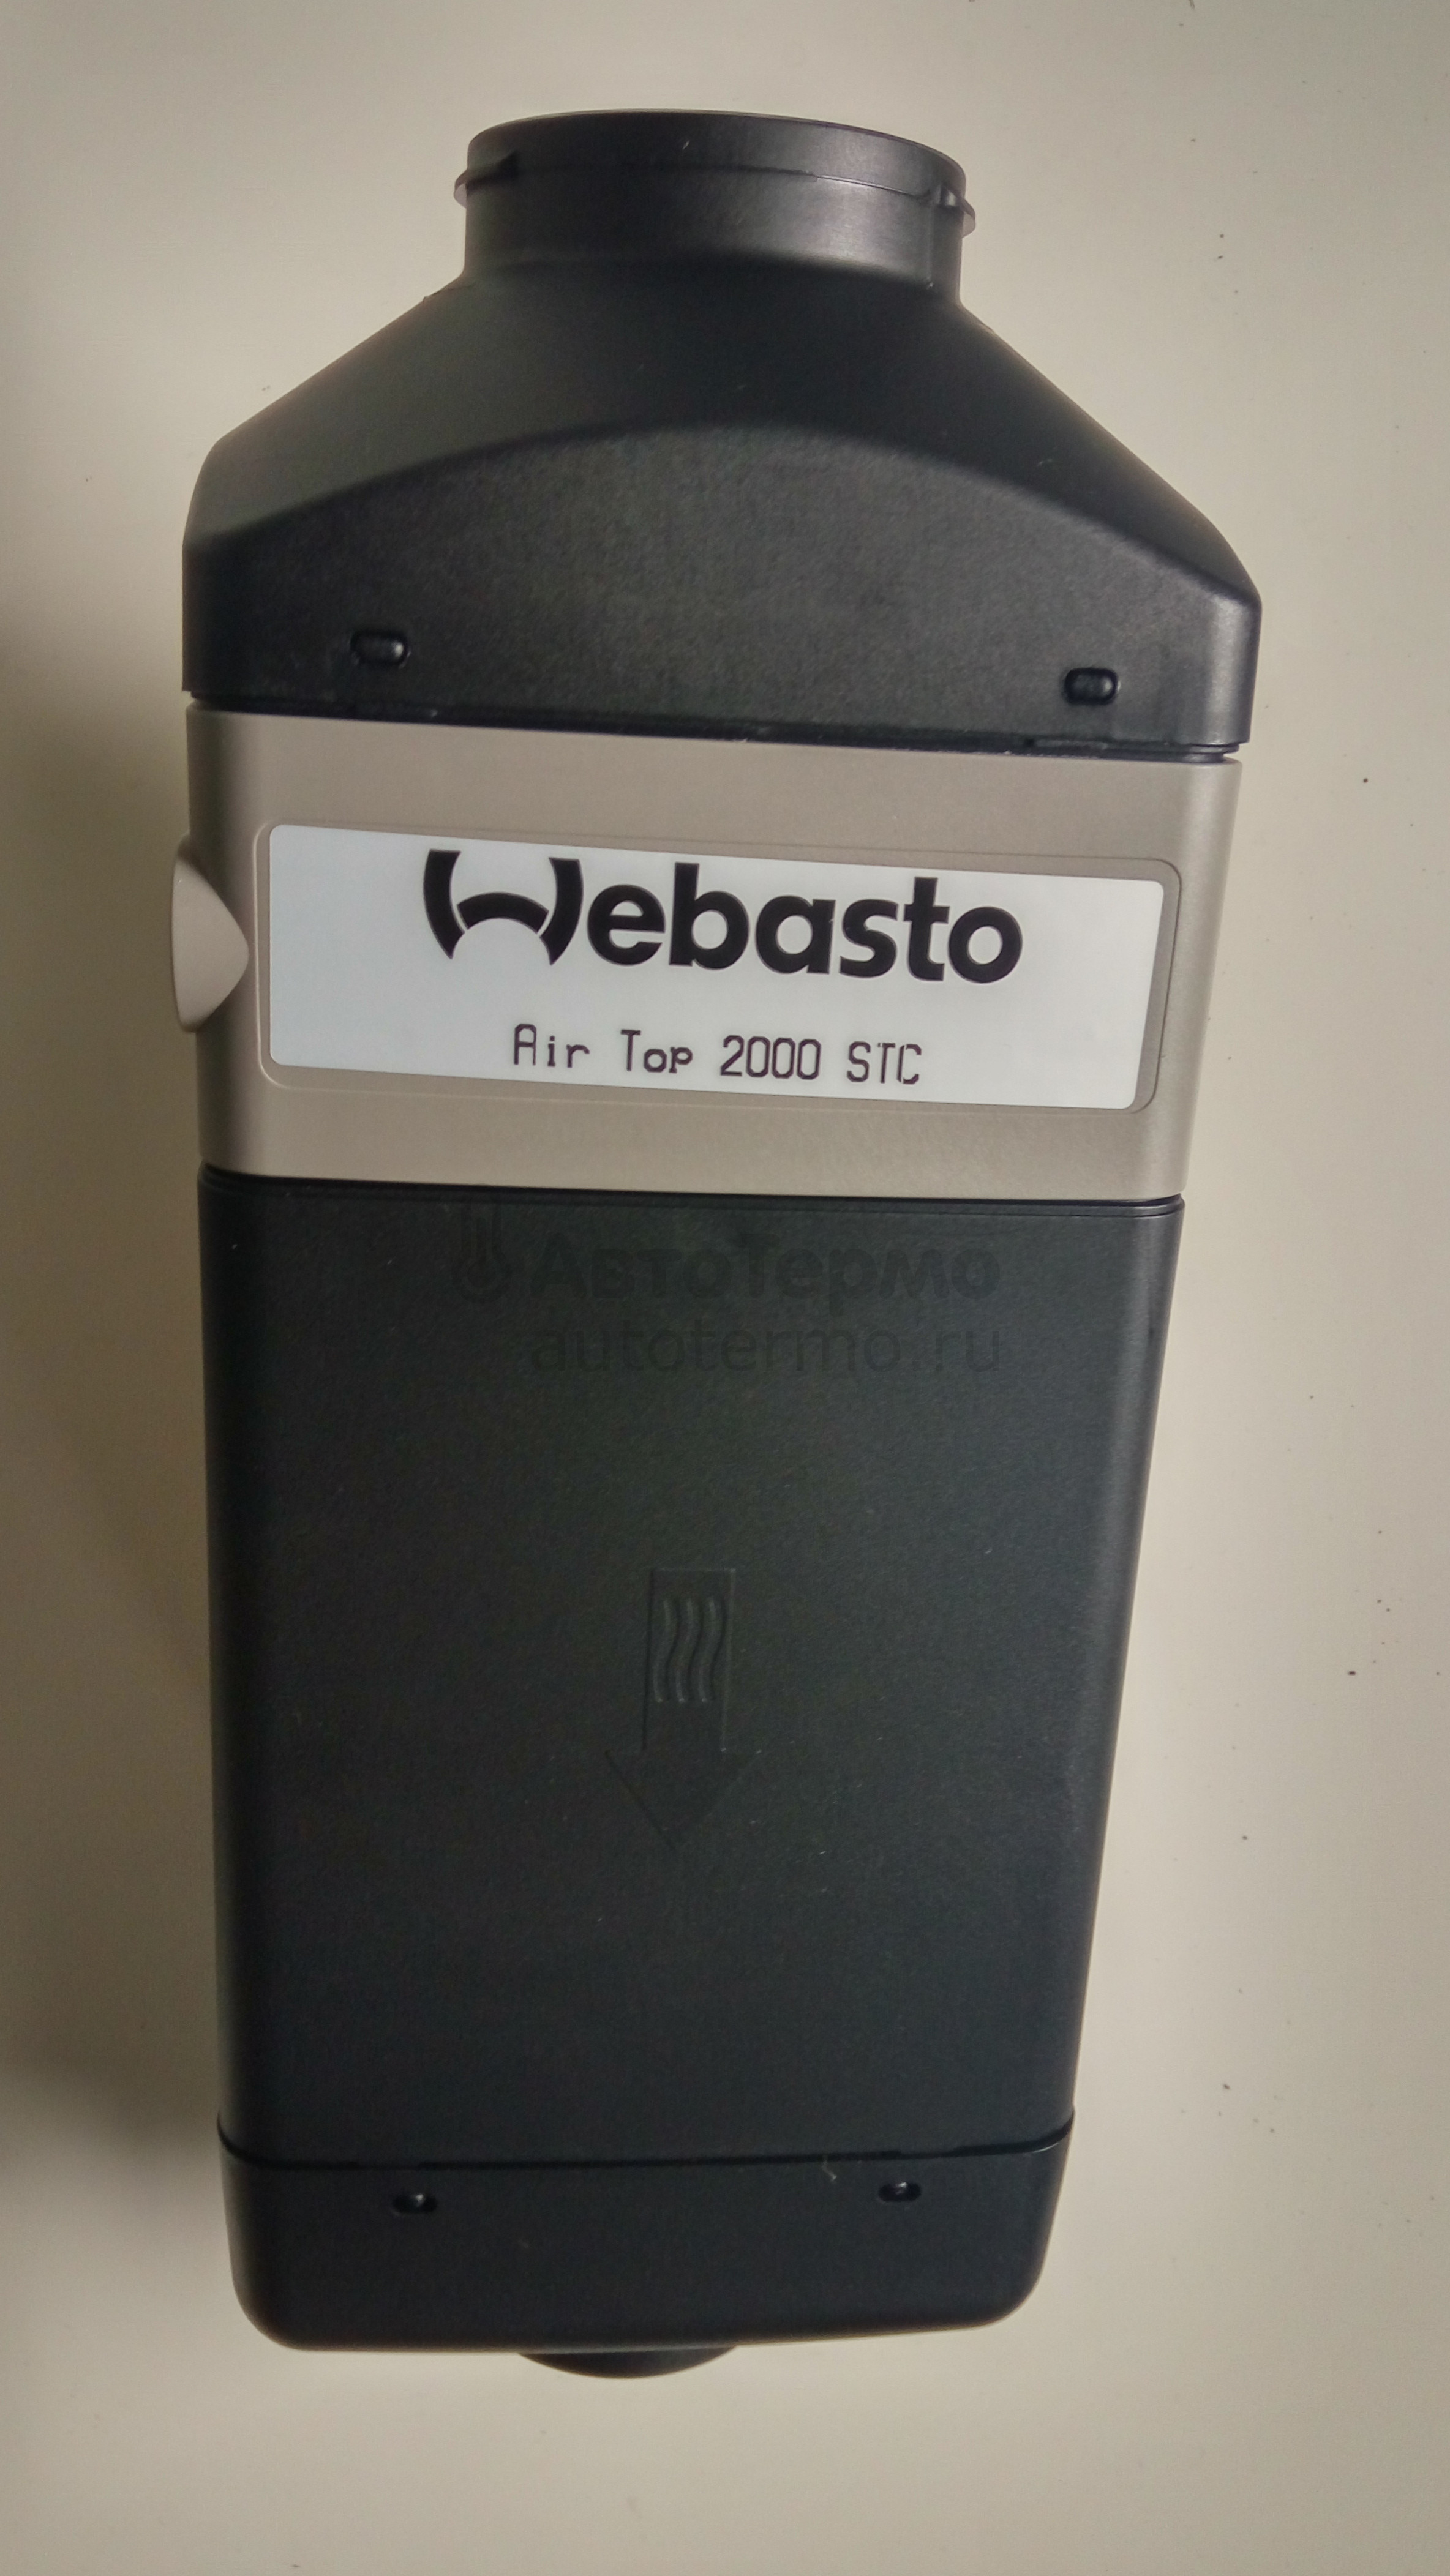 Webasto
Air Top 2000 STC
АвтоТермо
autotermo.ru